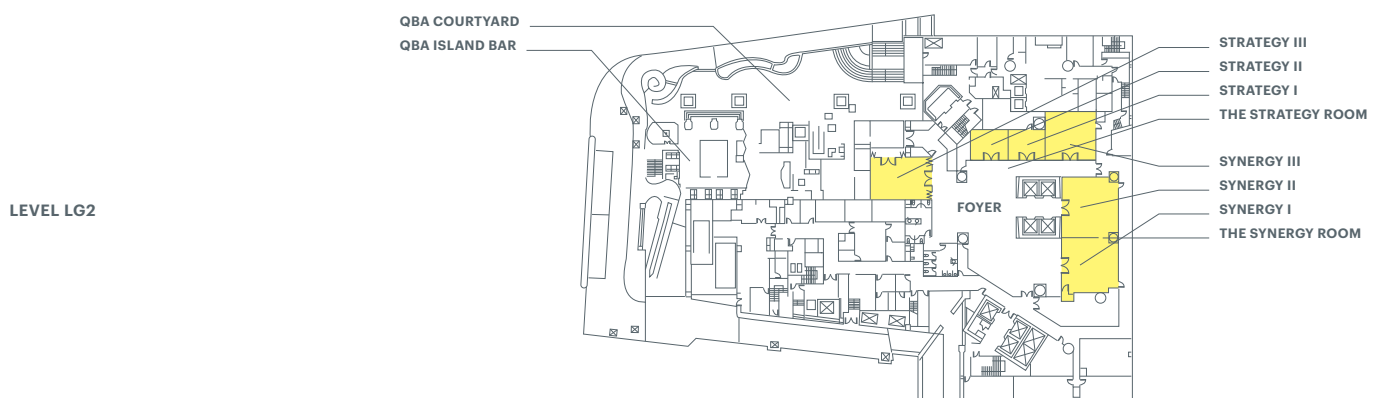 QBA COURTYARD
QBA ISLAND BAR
STRATEGY III
STRATEGY II
STRATEGY I
THE STRATEGY ROOM
SYNERGY III
SYNERGY II
SYNERGY I
THE SYNERGY ROOM
LEVEL LG2
FOYER